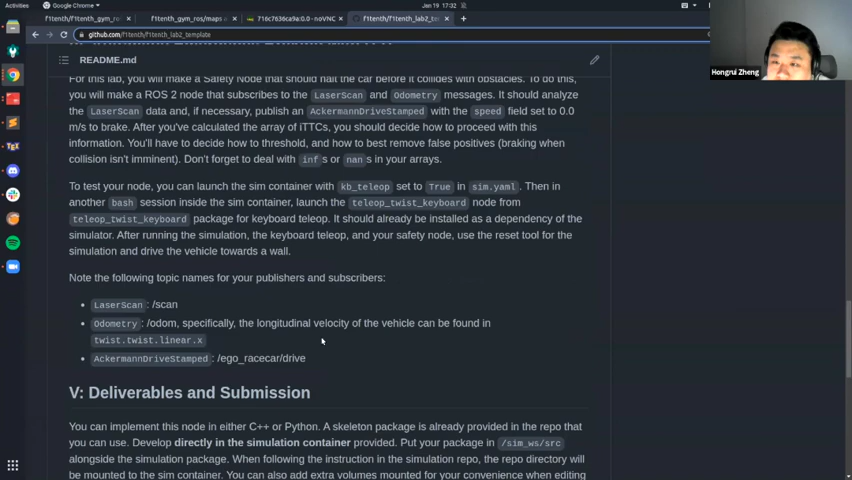 Activities
Google Chrome
Jan 19 17:32
f1tenth/f1tenth_gym_ro
f1tenth_gym_ros/maps
716c7636ca9a:0.0 - noVNC
f1tenth/f1tenth_lab2_te
github.com/f1tenth/f1tenth_lab2_template
README.md
For this lab, you will make a Safety Node that should halt the car before it collides with obstacles. To do this,
you will make a ROS 2 node that subscribes to the LaserScan and Odometry messages. It should analyze
the LaserScan data and, if necessary, publish an AckermannDriveStamped with the speed field set to 0.0
m/s to brake. After you've calculated the array of iTTCs, you should decide how to proceed with this
information. You'll have to decide how to threshold, and how to best remove false positives (braking when
collision isn't imminent). Don't forget to deal with inf s or nan s in your arrays.
To test your node, you can launch the sim container with kb_teleop set to True in sim.yaml. Then in
another bash session inside the sim container, launch the teleop_twist_keyboard node from
teleop_twist_keyboard package for keyboard teleop. It should already be installed as a dependency of the
simulation. After running the simulation, the keyboard teleop, and your safety node, use the reset tool for the
simulation and drive the vehicle towards a wall.
Note the following topic names for your publishers and subscribers:
• LaserScan: /scan
• Odometry: /odom, specifically, the longitudinal velocity of the vehicle can be found in
twist.twist.linear.x
• AckermannDriveStamped: /ego_racecar/drive
V: Deliverables and Submission
You can implement this node in either C++ or Python. A skeleton package is already provided in the repo that
you can use. Develop directly in the simulation container provided. Put your package in /sim_ws/src
alongside the simulation package. When following the instruction in the simulation repo, the repo directory will
be mounted to the sim container. You can also add extra volumes mounted for your convenience when editing
Hongrui Zheng